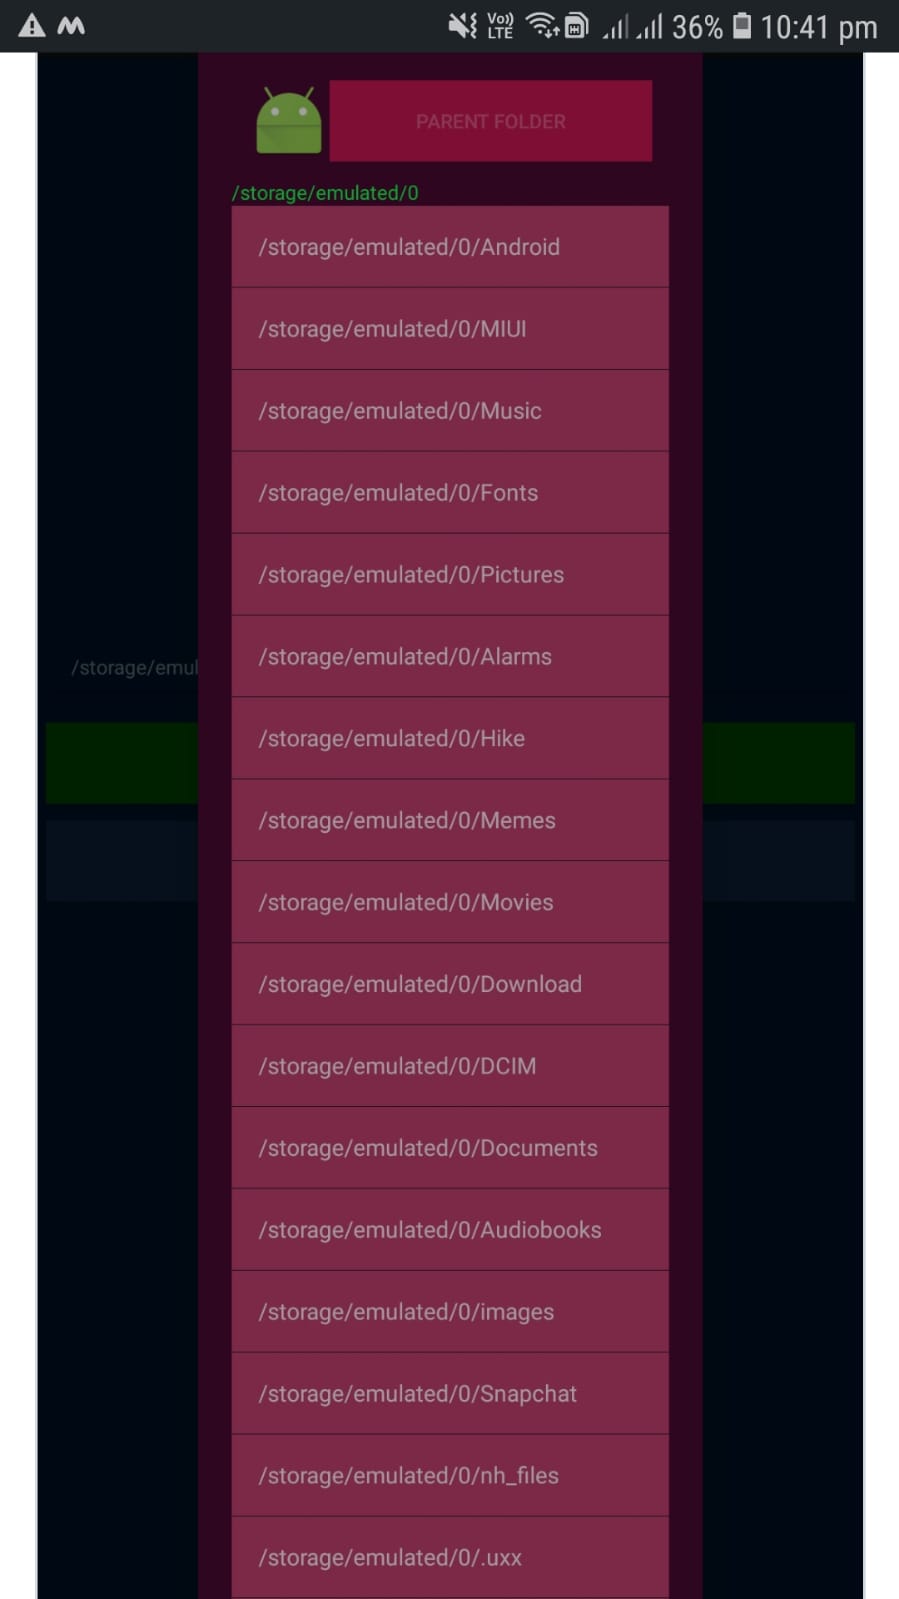 Vo)) LTE 36% 10:41 pm
PARENT FOLDER
/storage/emulated/0
/storage/emulated/0/Android
/storage/emulated/0/MIUI
/storage/emulated/0/Music
/storage/emulated/0/Fonts
/storage/emulated/0/Pictures
/storage/emulated/0/Alarms
/storage/emul
/storage/emulated/0/Hike
/storage/emulated/0/Memes
/storage/emulated/0/Movies
/storage/emulated/0/Download
/storage/emulated/0/DCIM
/storage/emulated/0/Documents
/storage/emulated/0/Audiobooks
/storage/emulated/0/images
/storage/emulated/0/Snapchat
/storage/emulated/0/nh_files
/storage/emulated/0/.uxx